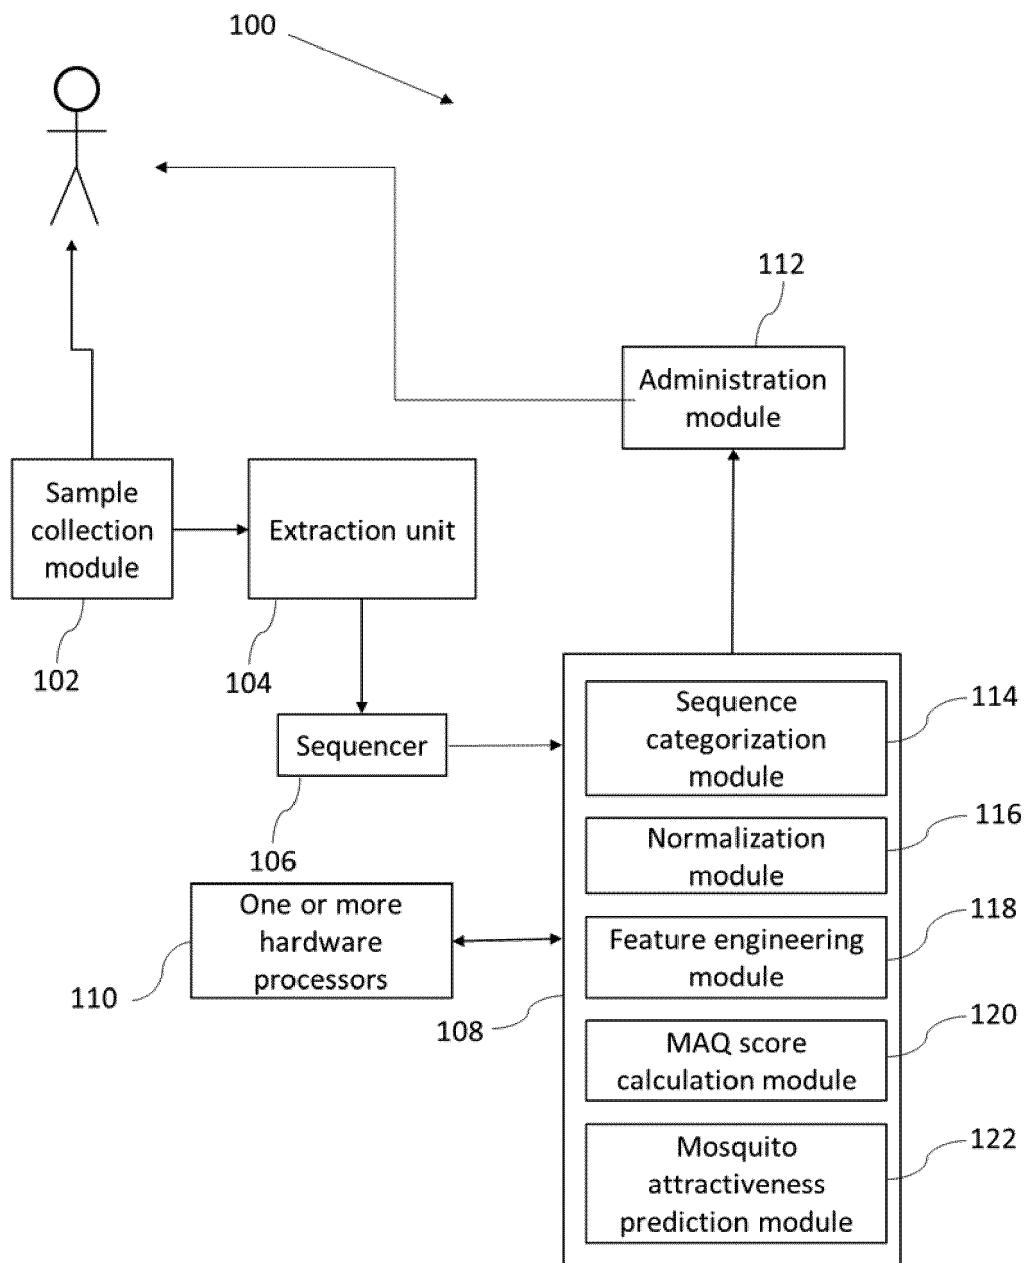 100
112
Administration
module
Sample
collection
module
Extraction unit
102
104
Sequencer
106
One or more
hardware
processors
110
108
Sequence
categorization
module
114
Normalization
module
116
Feature engineering
module
118
MAQ score
calculation module
120
Mosquito
attractiveness
prediction module
122